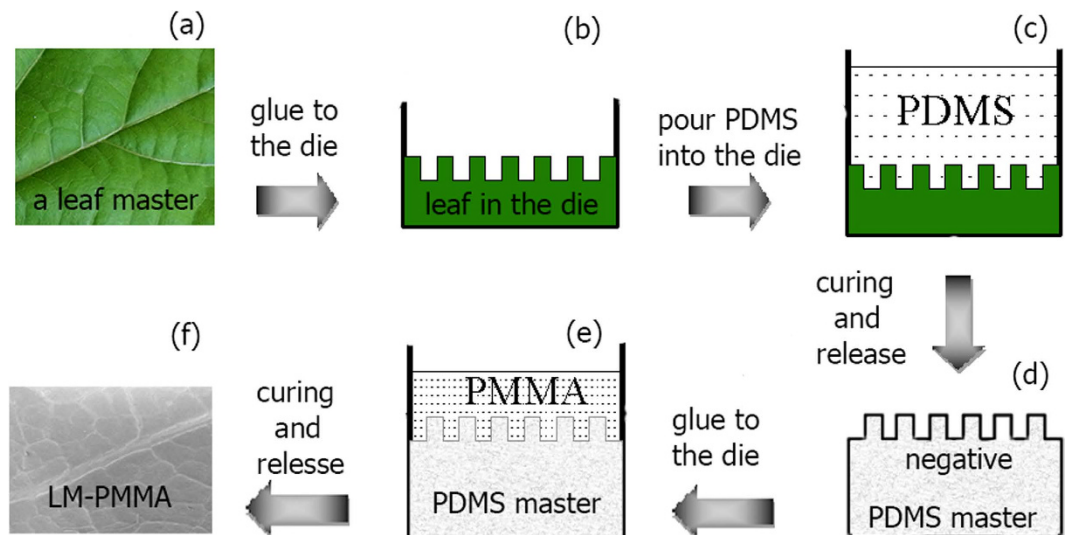 (a)
a leaf master
glue to
the die
(b)
leaf in the die
pour PDMS
into the die
(c)
PDMS
curing
and
release
(d)
negative
PDMS master
glue to
the die
(e)
PMMA
PDMS master
curing
and
relesse
(f)
LM-PMMA